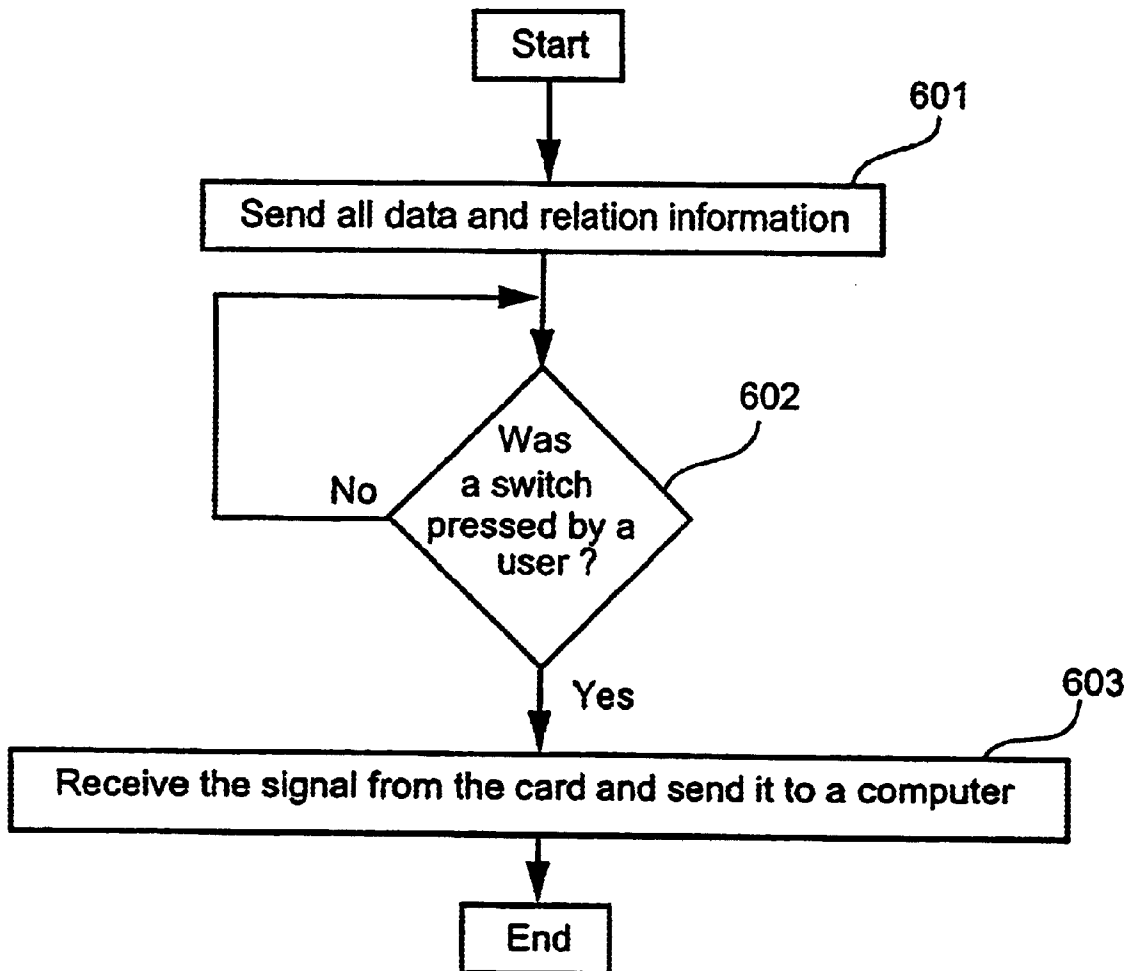 Start
601
Send all data and relation information
602
Was
a switch
pressed by a
user ?
No
Yes
603
Receive the signal from the card and send it to a computer
End